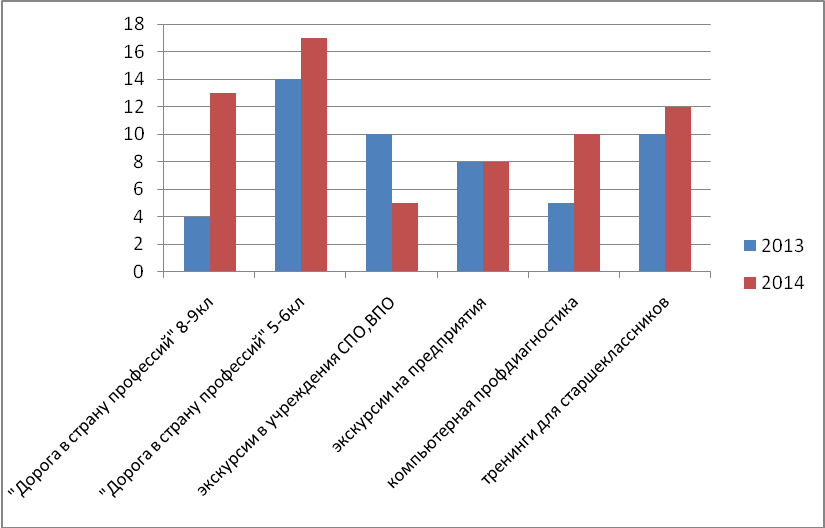 18
16
14
12
10
8
6
4
2
0
2013
2014
"Дорога в страну профессий" 8-9кл
"Дорога в страну профессий" 5-6кл
экскурсии в учреждения СПО,ВПО
экскурсии на предприятия
компьютерная профдиагностика
тренинги для старшеклассников